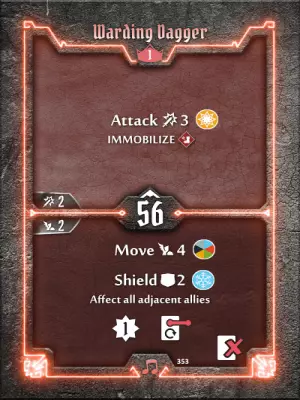 Warding Dagger
1
Attack 3
IMMOBILIZE
2
56
2
Move 4
Shield 2
Affect all adjacent allies
1
353